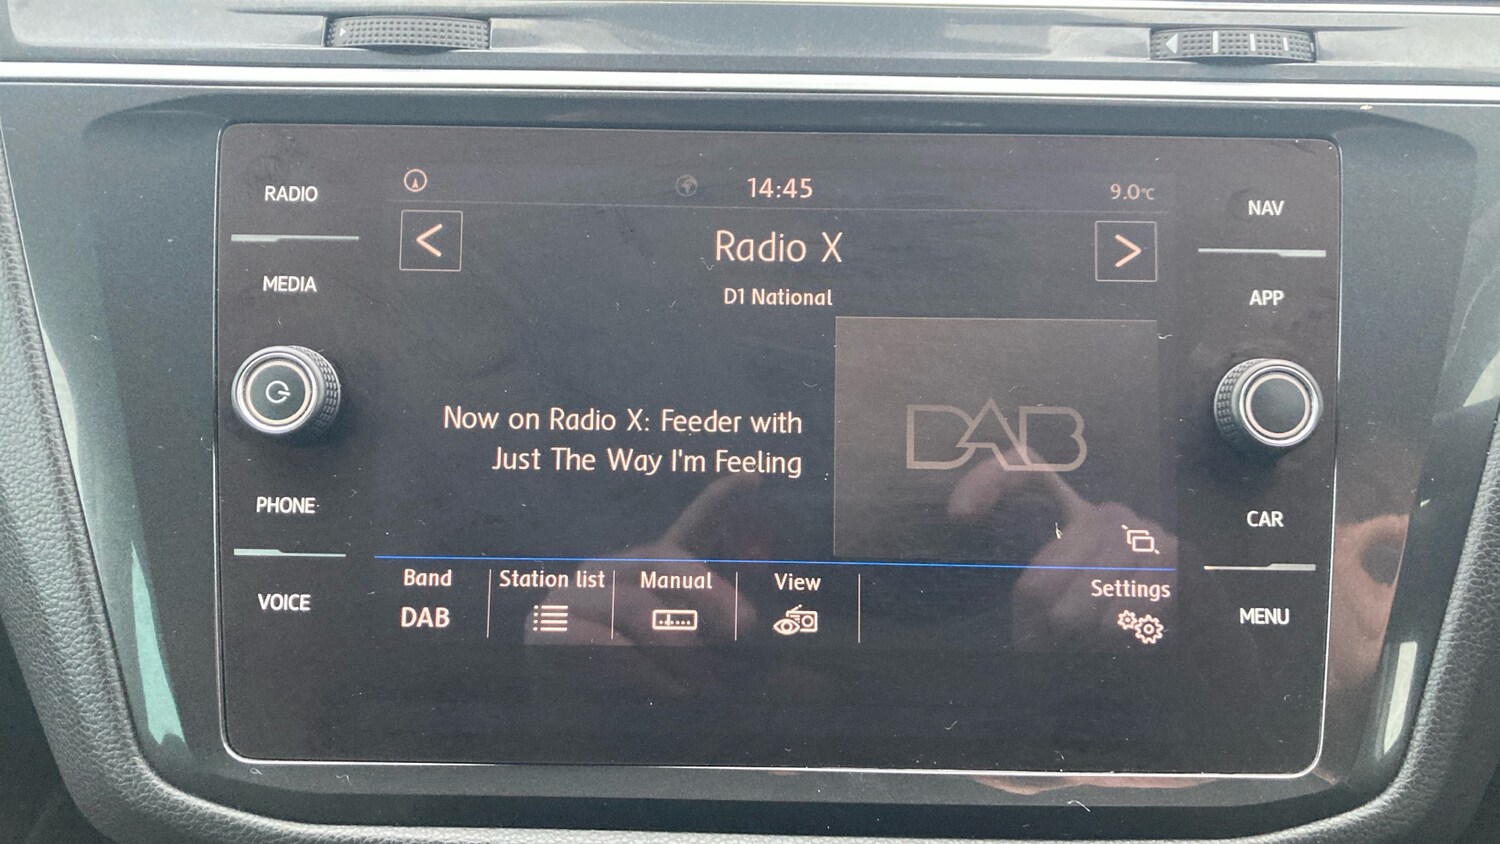 RADIO
MEDIA
PHONE
VOICE
14:45
9.0°C
<
Radio X
>
D1 National
Now on Radio X: Feeder with
Just The Way I'm Feeling
DAB
Band
DAB
Station list
Manual
View
Settings
NAV
APP
CAR
MENU